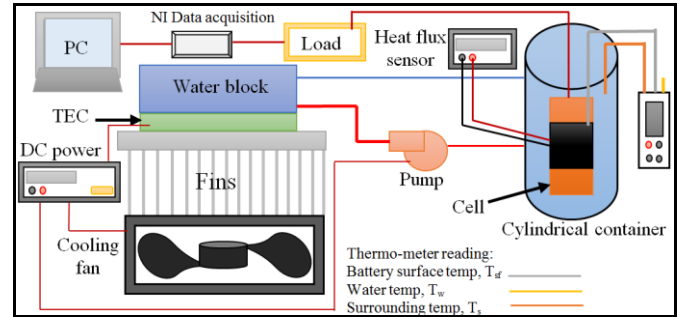 NI Data acquisition
PC
Load
Heat flux
sensor
Water block
TEC
DC power
Fins
Pump
Cell
Cylindrical container
Cooling
fan
Thermo-meter reading:
Battery surface temp, Tsf
Water temp, Tw
Surrounding temp, Ts